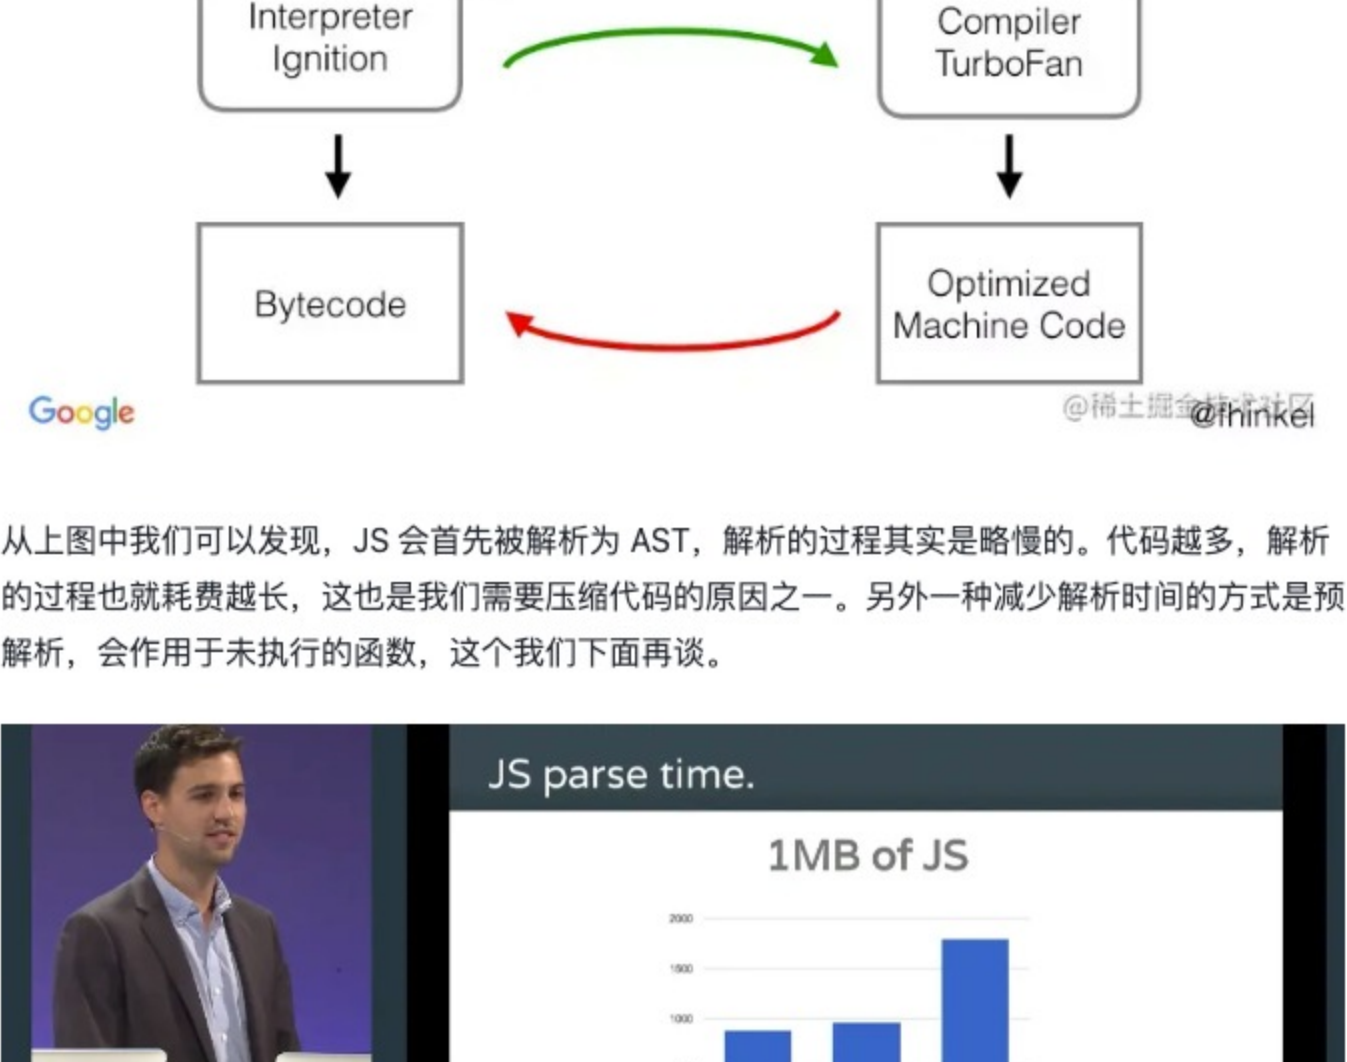 Interpreter
Ignition
Compiler
TurboFan
Bytecode
Optimized
Machine Code
Google
@稀土掘金技术社区
@fhinkel
从上图中我们可以发现，JS 会首先被解析为 AST，解析的过程其实是略慢的。代码越多，解析
的过程也就耗费越长，这也是我们需要压缩代码的原因之一。另外一种减少解析时间的方式是预
解析，会作用于未执行的函数，这个我们下面再谈。
JS parse time.
1MB of JS
2000
1500
1000